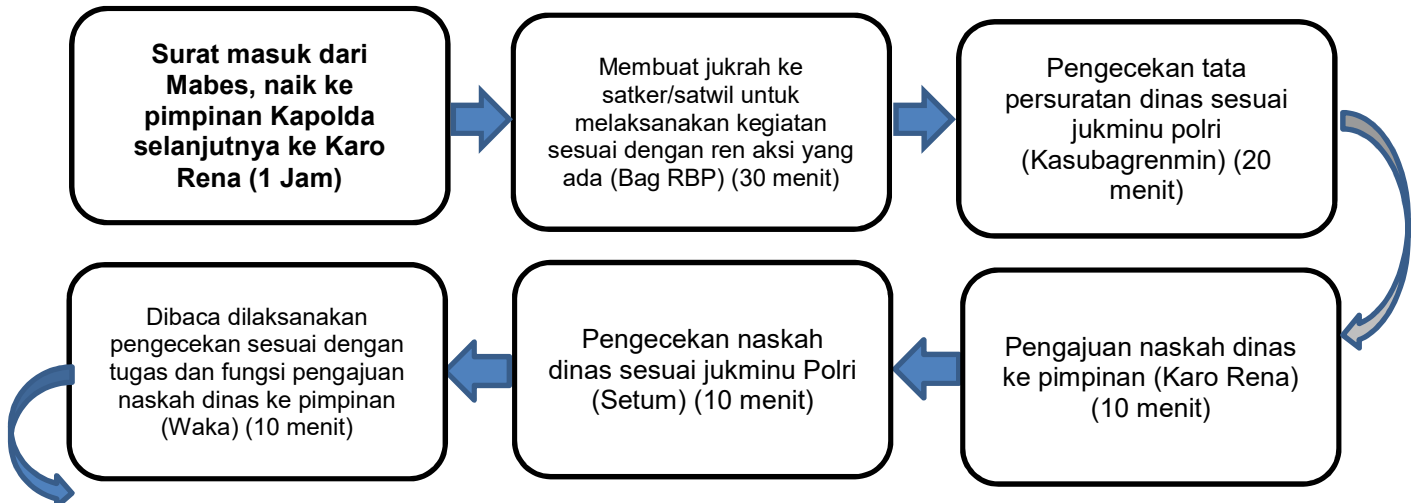 Surat masuk dari
Mabes, naik ke
pimpinan Kapolda
selanjutnya ke Karo
Rena (1 Jam)
Membuat jukrah ke
satker/satwil untuk
melaksanakan kegiatan
sesuai dengan ren aksi yang
ada (Bag RBP) (30 menit)
Pengecekan tata
persuratan dinas sesuai
jukminu polri
(Kasubagrenmin) (20
menit)
Pengajuan naskah dinas
ke pimpinan (Karo Rena)
(10 menit)
Pengecekan naskah
dinas sesuai jukminu Polri
(Setum) (10 menit)
Dibaca dilaksanakan
pengecekan sesuai dengan
tugas dan fungsi pengajuan
naskah dinas ke pimpinan
(Waka) (10 menit)